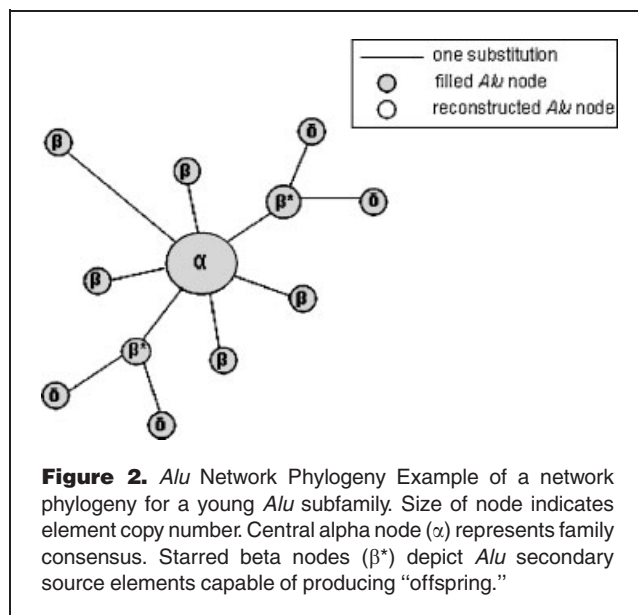 one substitution
filled Alu node
reconstructed Alu node
β
δ
β
β* δ
α
β
β
β*
β
δ
δ
Figure 2. Alu Network Phylogeny Example of a network
phylogeny for a young Alu subfamily. Size of node indicates
element copy number. Central alpha node (α) represents family
consensus. Starred beta nodes (β*) depict Alu secondary
source elements capable of producing “offspring.”